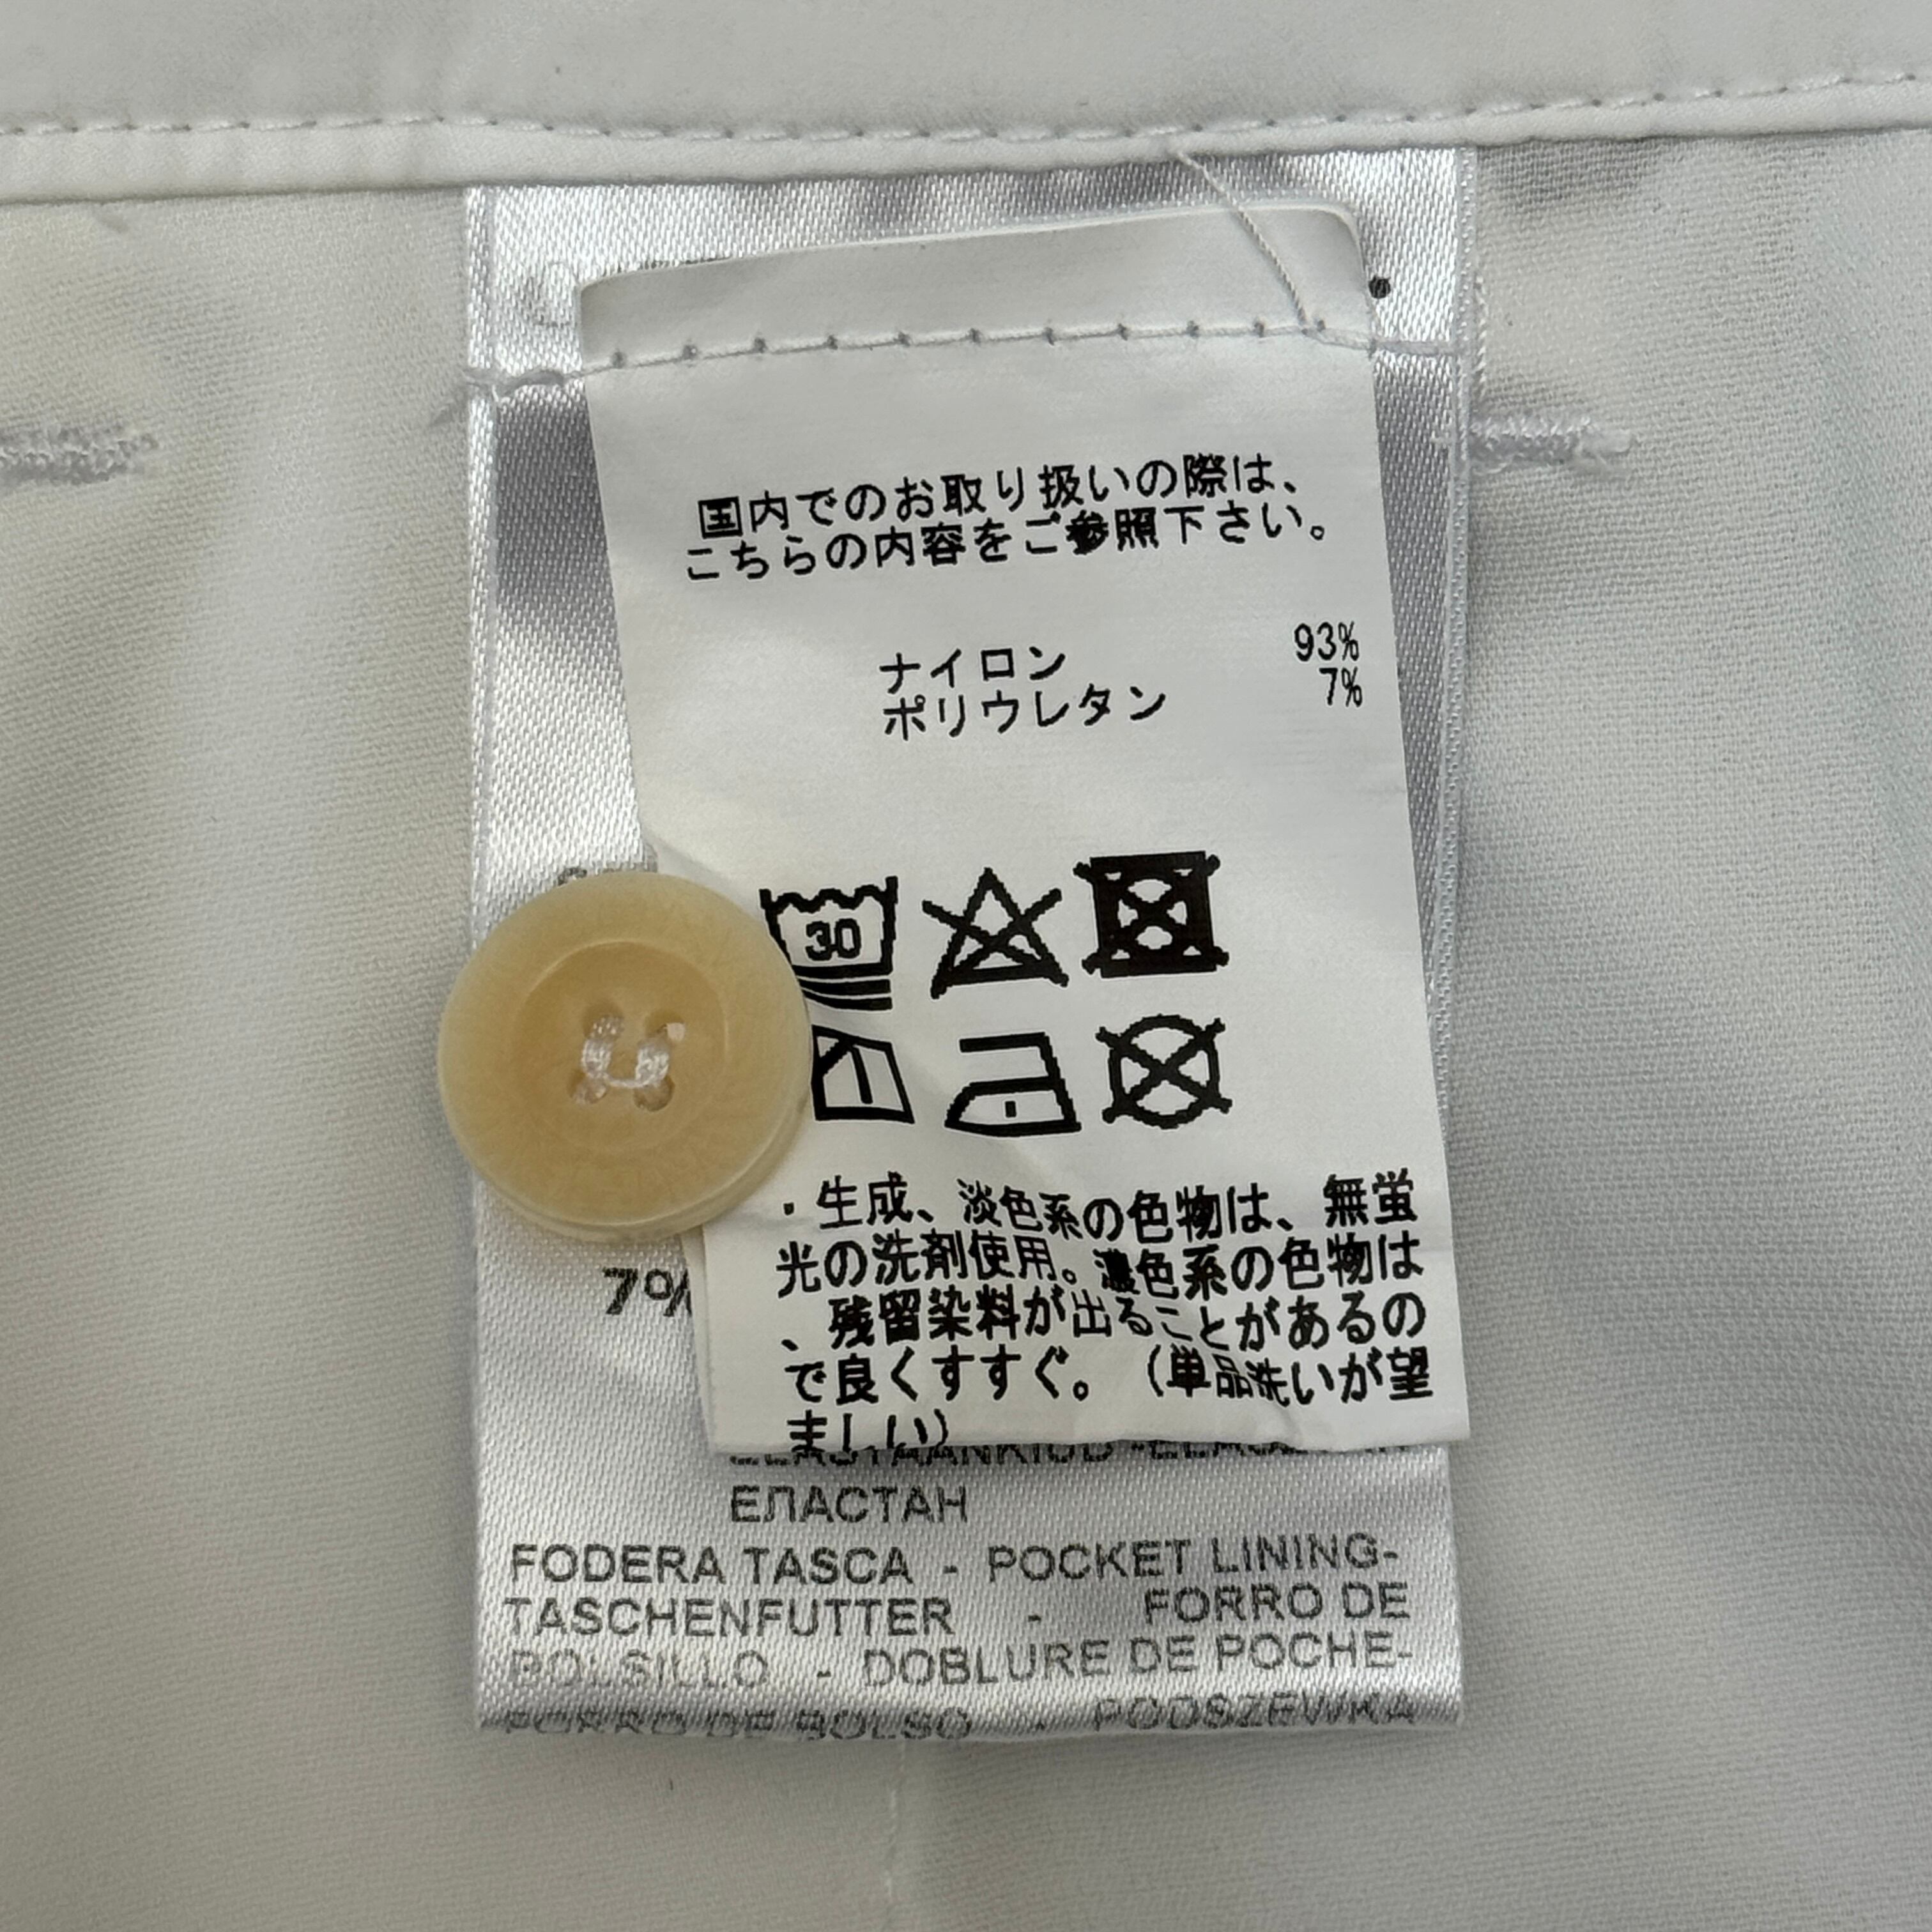 国内でのお取り扱いの際は、
こちらの内容をご参照下さい。
ナイロン 93%
ポリウレタン 7%
30
・生成、淡色系の色物は、無蛍
光の洗剤使用。濃色系の色物は
、残留染料が出ることがあるの
で良くすすぐ。（単品洗いが望
ましい）
7%
ЕЛАСТАН
FODERA TASCA - POCKET LINING-
TASCHENFUTTER - FORRO DE
BOLSILLO - DOBLURE DE POCHE-
FORRO DE BOLSO - PODSZEWKA